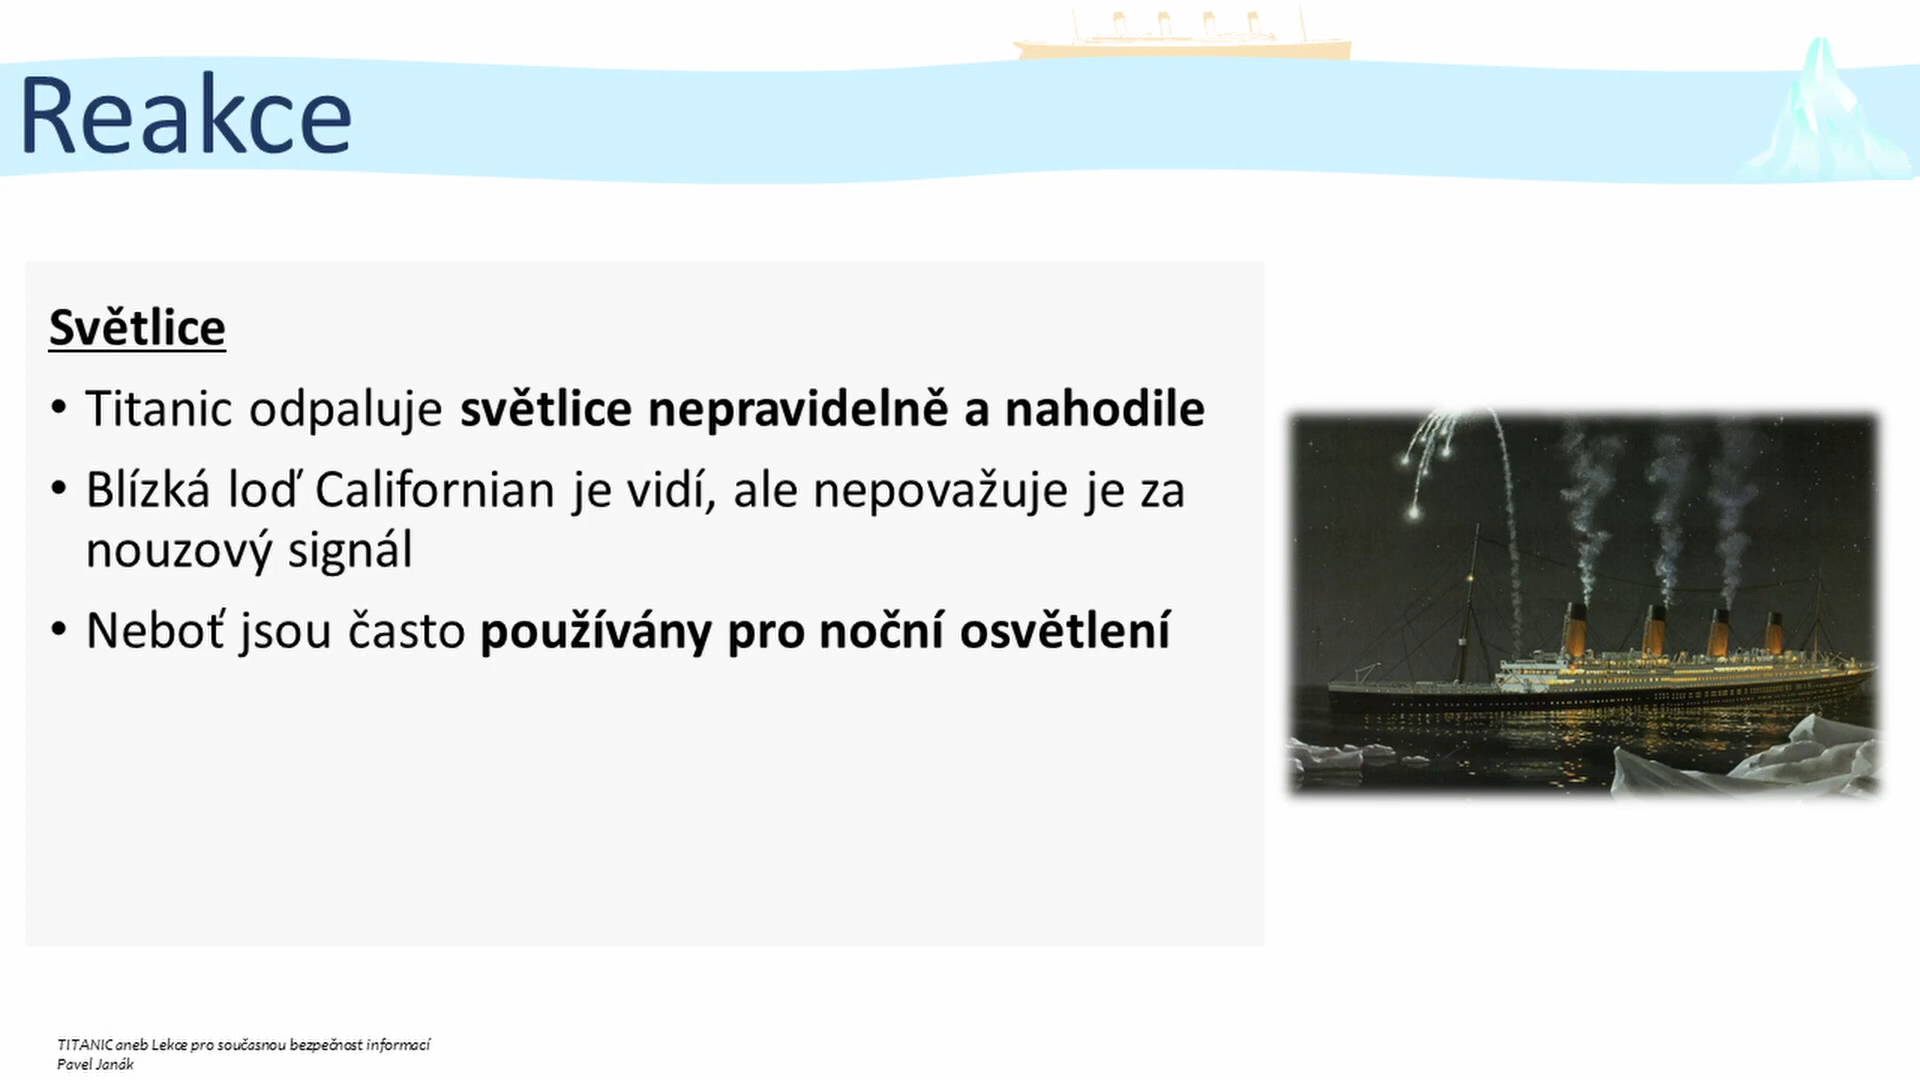 Reakce
Světlice
• Titanic odpaluje světlice nepravidelně a nahodile
• Blízká loď Californian je vidí, ale nepovažuje je za
nouzový signál
• Neboť jsou často používány pro noční osvětlení
TITANIC aneb Lekce pro současnou bezpečnost informací
Pavel Janák